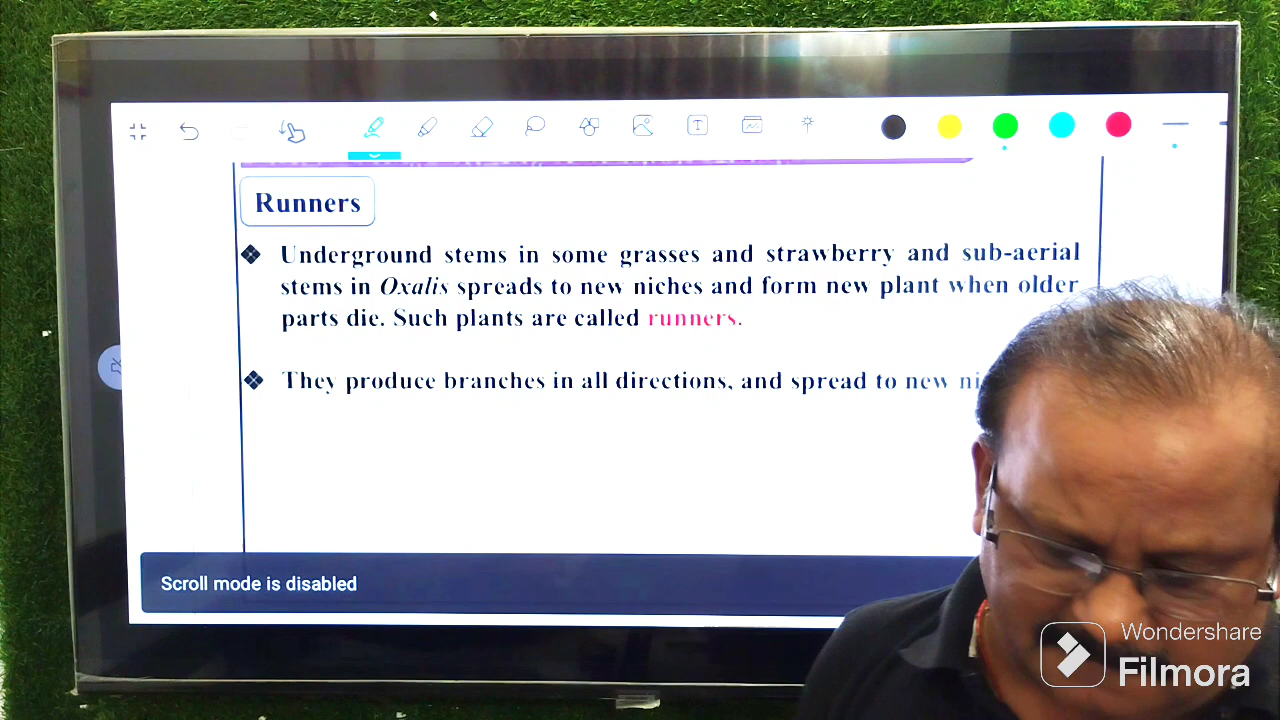 Runners
❖ Underground stems in some grasses and strawberry and sub-aerial
stems in Oxalis spreads to new niches and form new plant when older
parts die. Such plants are called runners.
❖ They produce branches in all directions, and spread to new
Scroll mode is disabled
Wondershare
Filmora